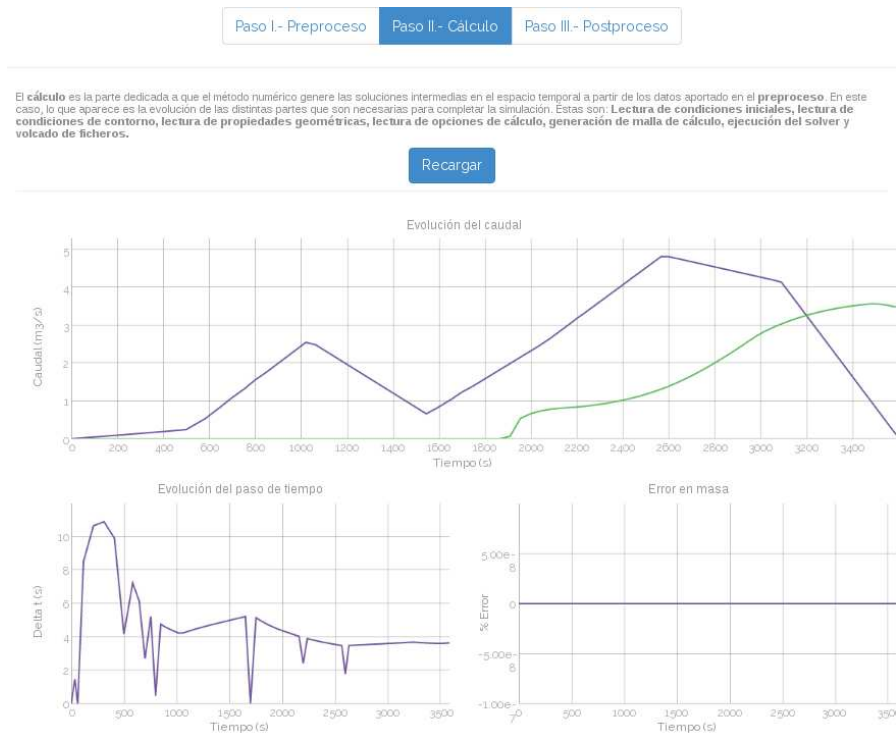 Paso I.- Preproceso Paso II.- Cálculo Paso III.- Postproceso
El cálculo es la parte dedicada a que el método numérico genere las soluciones intermedias en el espacio temporal a partir de los datos aportado en el preproceso. En este
caso, lo que aparece es la evolución de las distintas partes que son necesarias para completar la simulación. Estas son: Lectura de condiciones iniciales, lectura de
condiciones de contorno, lectura de propiedades geométricas, lectura de opciones de cálculo, generación de malla de cálculo, ejecución del solver y
volcado de ficheros.
Recargar
Evolución del caudal
Caudal (m3/s)
5
4
3
2
1
0
0 200 400 600 800 1000 1200 1400 1600 1800 2000 2200 2400 2600 2800 3000 3200 3400
Tiempo (s)
Evolución del paso de tiempo
Delta t (s)
10
8
6
4
2
0
0 500 1000 1500 2000 2500 3000 3500
Tiempo (s)
Error en masa
% Error
5.00e-
8
0
-5.00e-
8
-1.00e-
7
0 500 1000 1500 2000 2500 3000 3500
Tiempo (s)